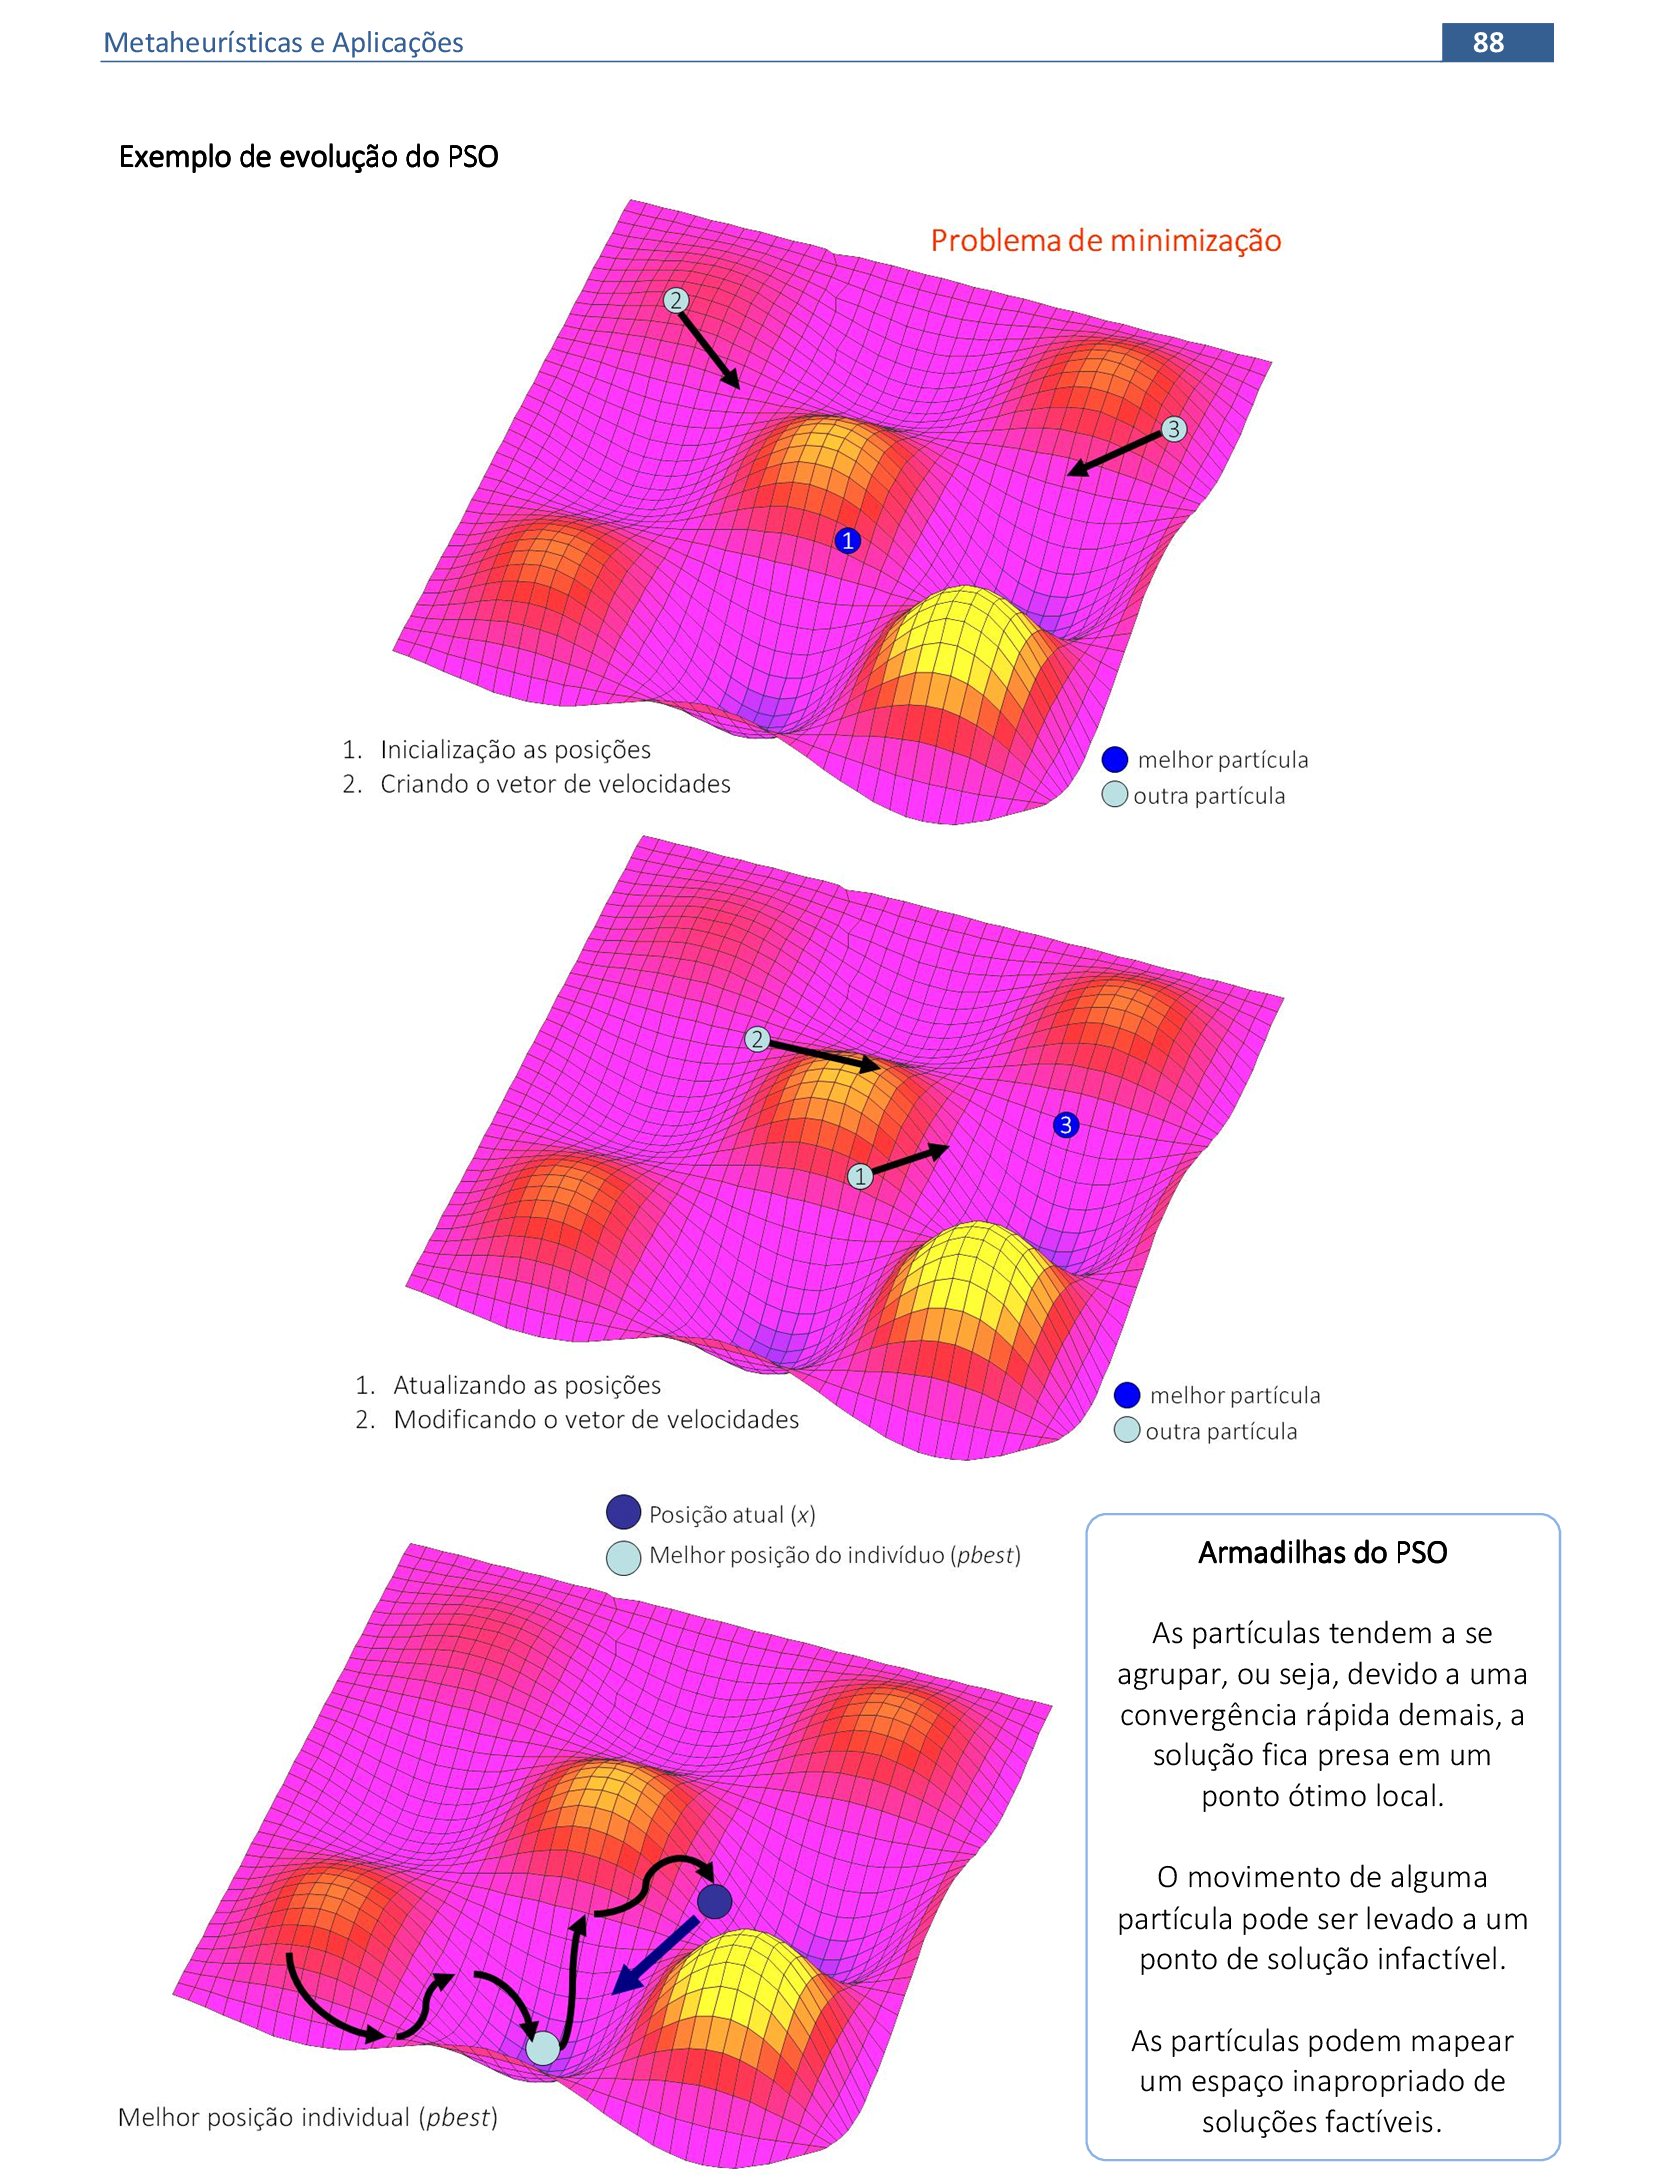 Metaheurísticas e Aplicações
88
Exemplo de evolução do PSO
Problema de minimização
2
3
1
1. Inicialização as posições
2. Criando o vetor de velocidades
melhor partícula
outra partícula
2
3
1
1. Atualizando as posições
2. Modificando o vetor de velocidades
melhor partícula
outra partícula
Posição atual (x)
Melhor posição do indivíduo (pbest)
Melhor posição individual (pbest)
Armadilhas do PSO
As partículas tendem a se
agrupar, ou seja, devido a uma
convergência rápida demais, a
solução fica presa em um
ponto ótimo local.
O movimento de alguma
partícula pode ser levado a um
ponto de solução infactível.
As partículas podem mapear
um espaço inapropriado de
soluções factíveis.